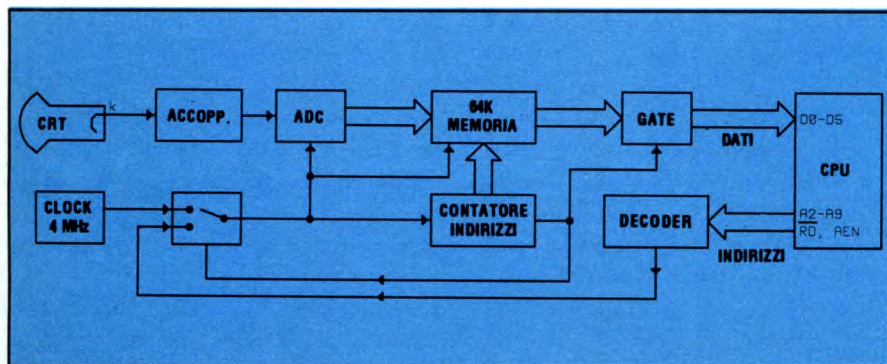 CRT
k
ACCOPP.
ADC
64K
MEMORIA
GATE
DATI
D0-D5
CPU
A2-A9
RD, AEN
INDIRIZZI
CLOCK
4 MHz
CONTATORE
INDIRIZZI
DECODER